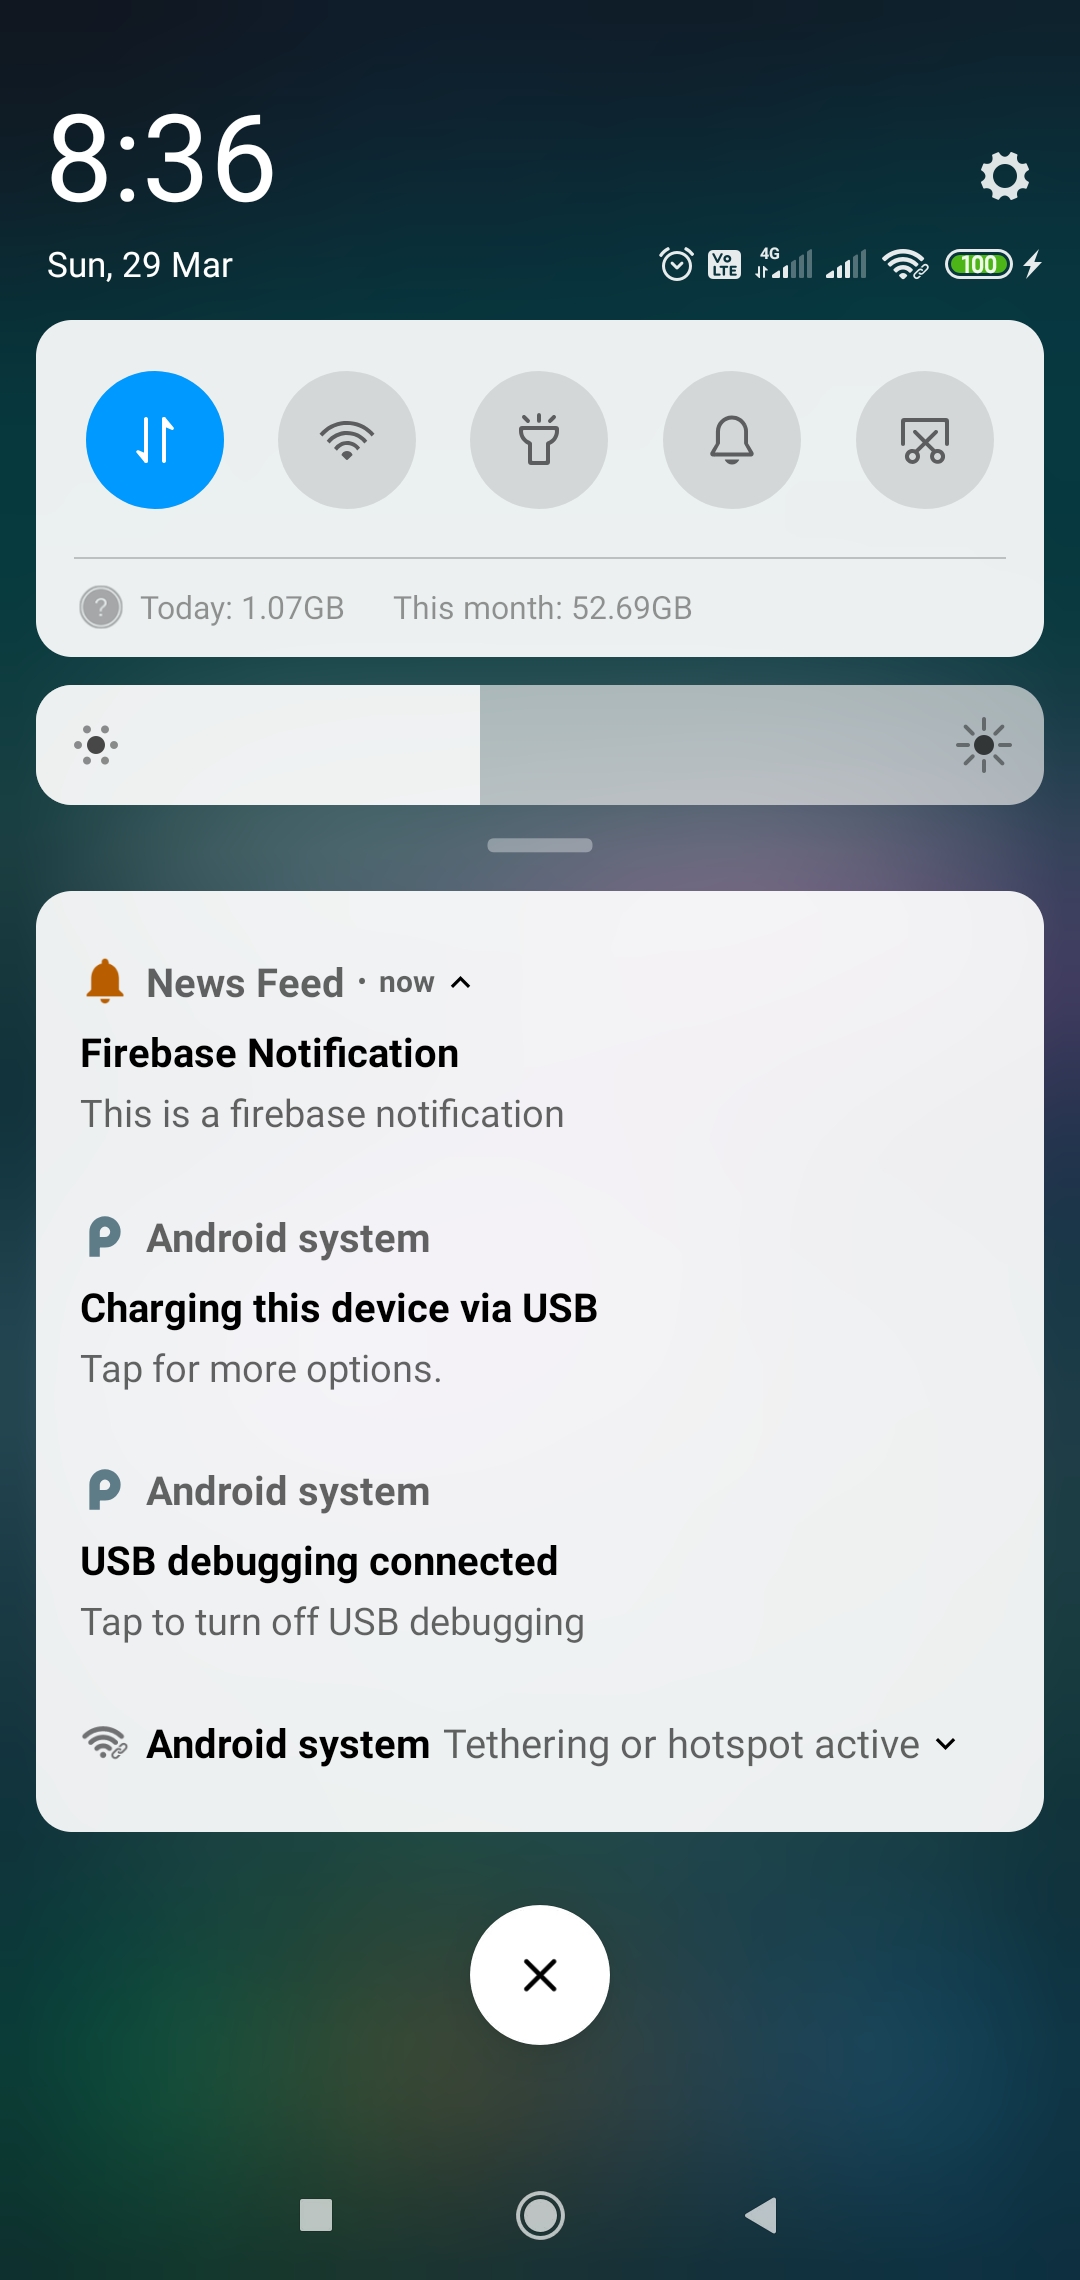 8:36
Sun, 29 Mar
Vo LTE 4G 100
? Today: 1.07GB This month: 52.69GB
News Feed · now
Firebase Notification
This is a firebase notification
Android system
Charging this device via USB
Tap for more options.
Android system
USB debugging connected
Tap to turn off USB debugging
Android system Tethering or hotspot active